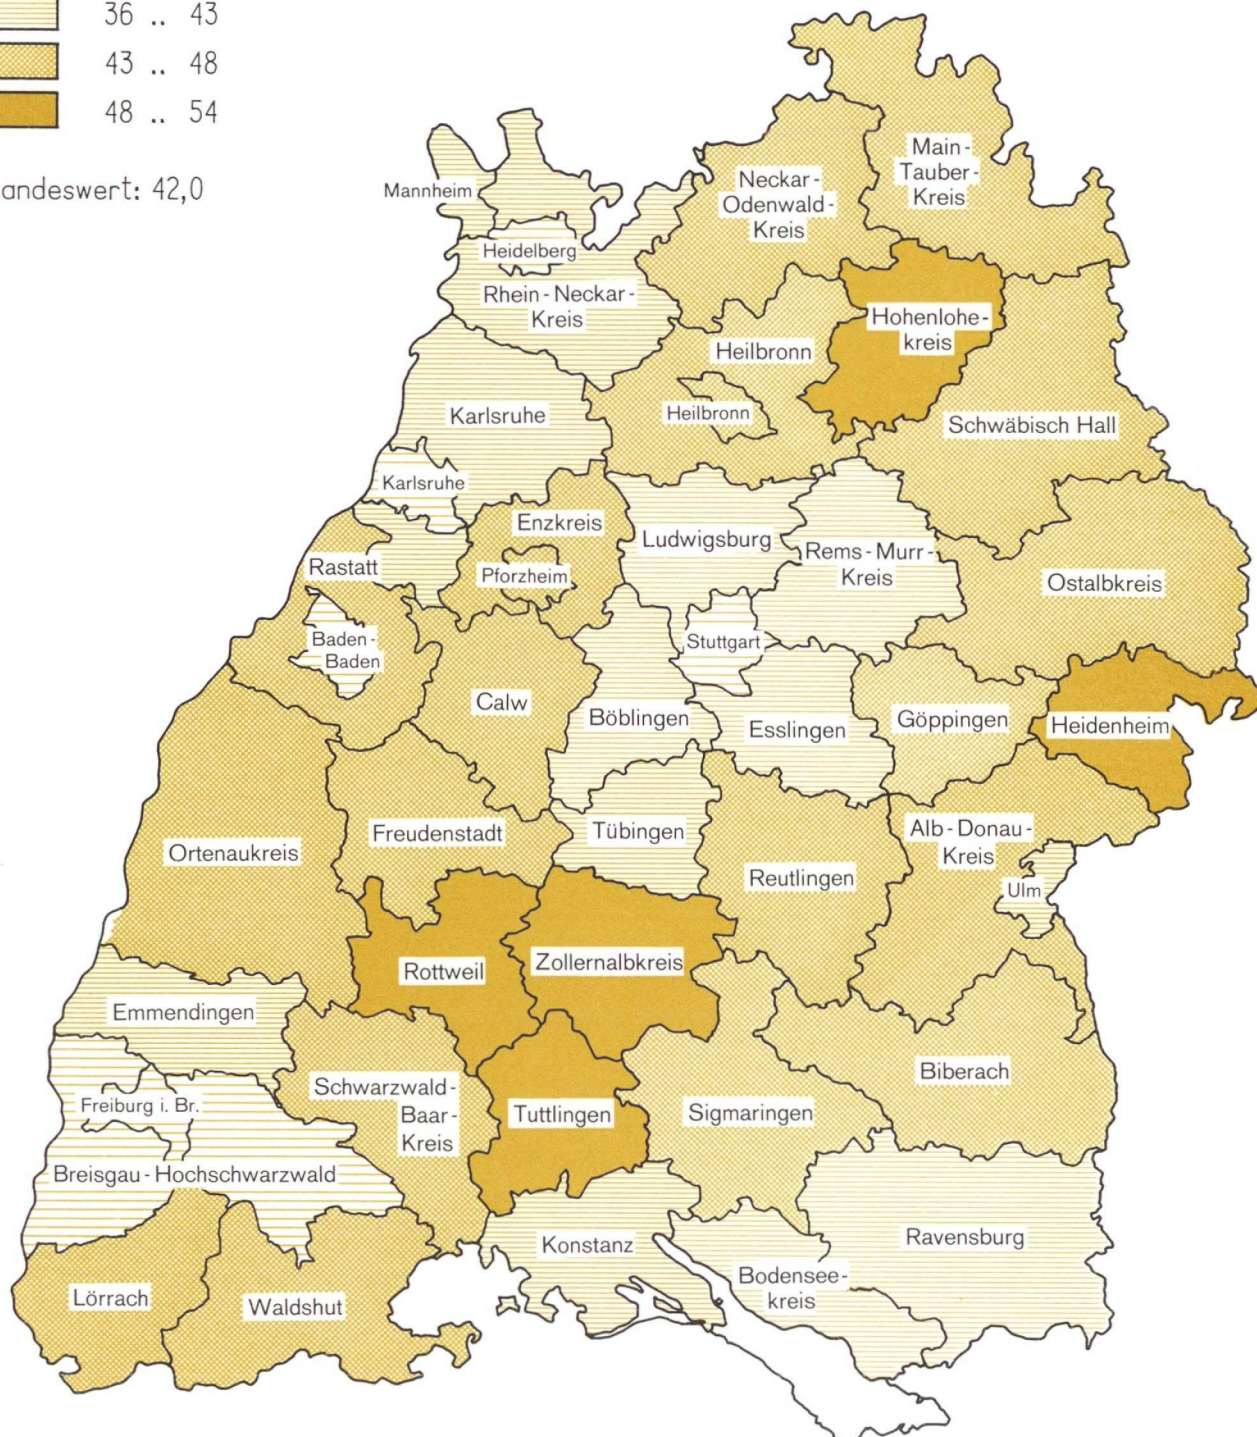 36 .. 43
43 .. 48
48 .. 54
andeswert: 42,0
Main-
Tauber-
Kreis
Neckar-
Odenwald-
Kreis
Mannheim
Heidelberg
Rhein-Neckar-
Kreis
Hohenlohe-
kreis
Heilbronn
Heilbronn
Karlsruhe
Schwäbisch Hall
Karlsruhe
Enzkreis
Ludwigsburg
Rems-Murr-
Kreis
Rastatt
Pforzheim
Ostalbkreis
Baden-
Baden
Stuttgart
Calw
Böblingen
Esslingen
Göppingen
Heidenheim
Freudenstadt
Tübingen
Alb-Donau-
Kreis
Ortenaukreis
Reutlingen
Ulm
Rottweil
Zollernalbkreis
Emmendingen
Biberach
Schwarzwald-
Baar-
Kreis
Freiburg i. Br.
Tuttlingen
Sigmaringen
Breisgau-Hochschwarzwald
Konstanz
Ravensburg
Bodensee-
kreis
Lörrach
Waldshut